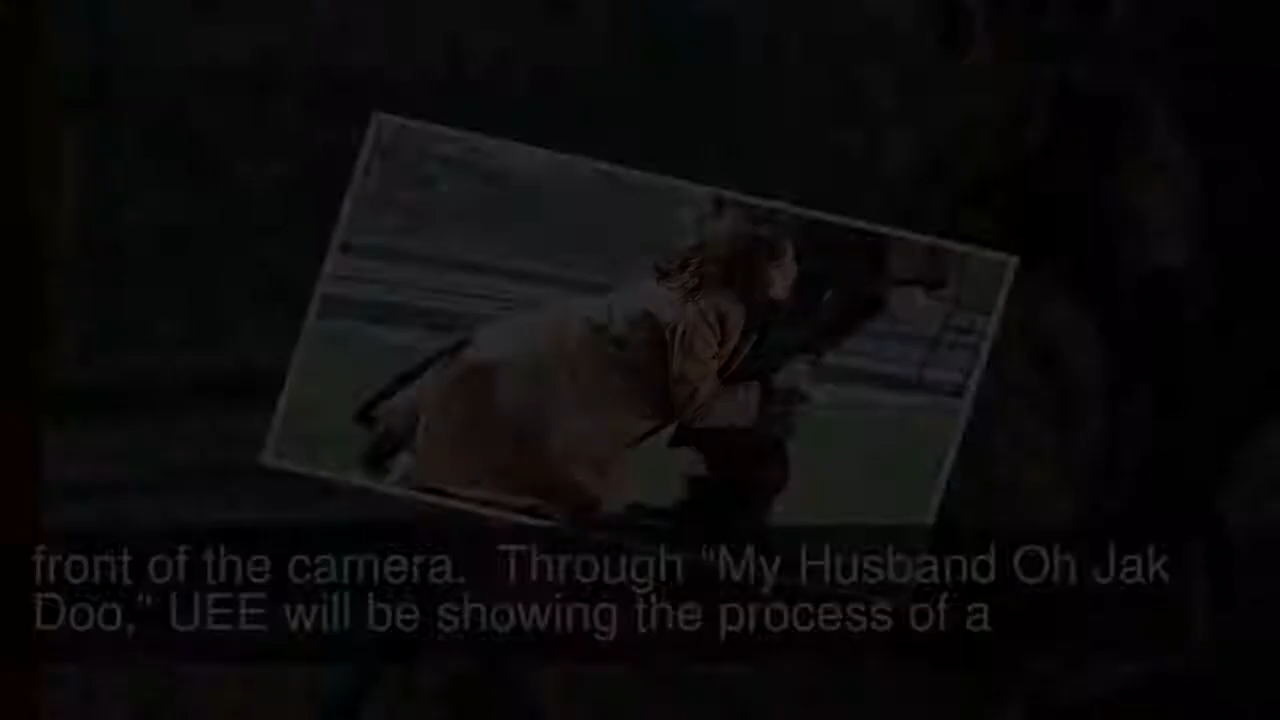 front of the camera.  Through “My Husband Oh Jak
Doo,” UEE will be showing the process of a